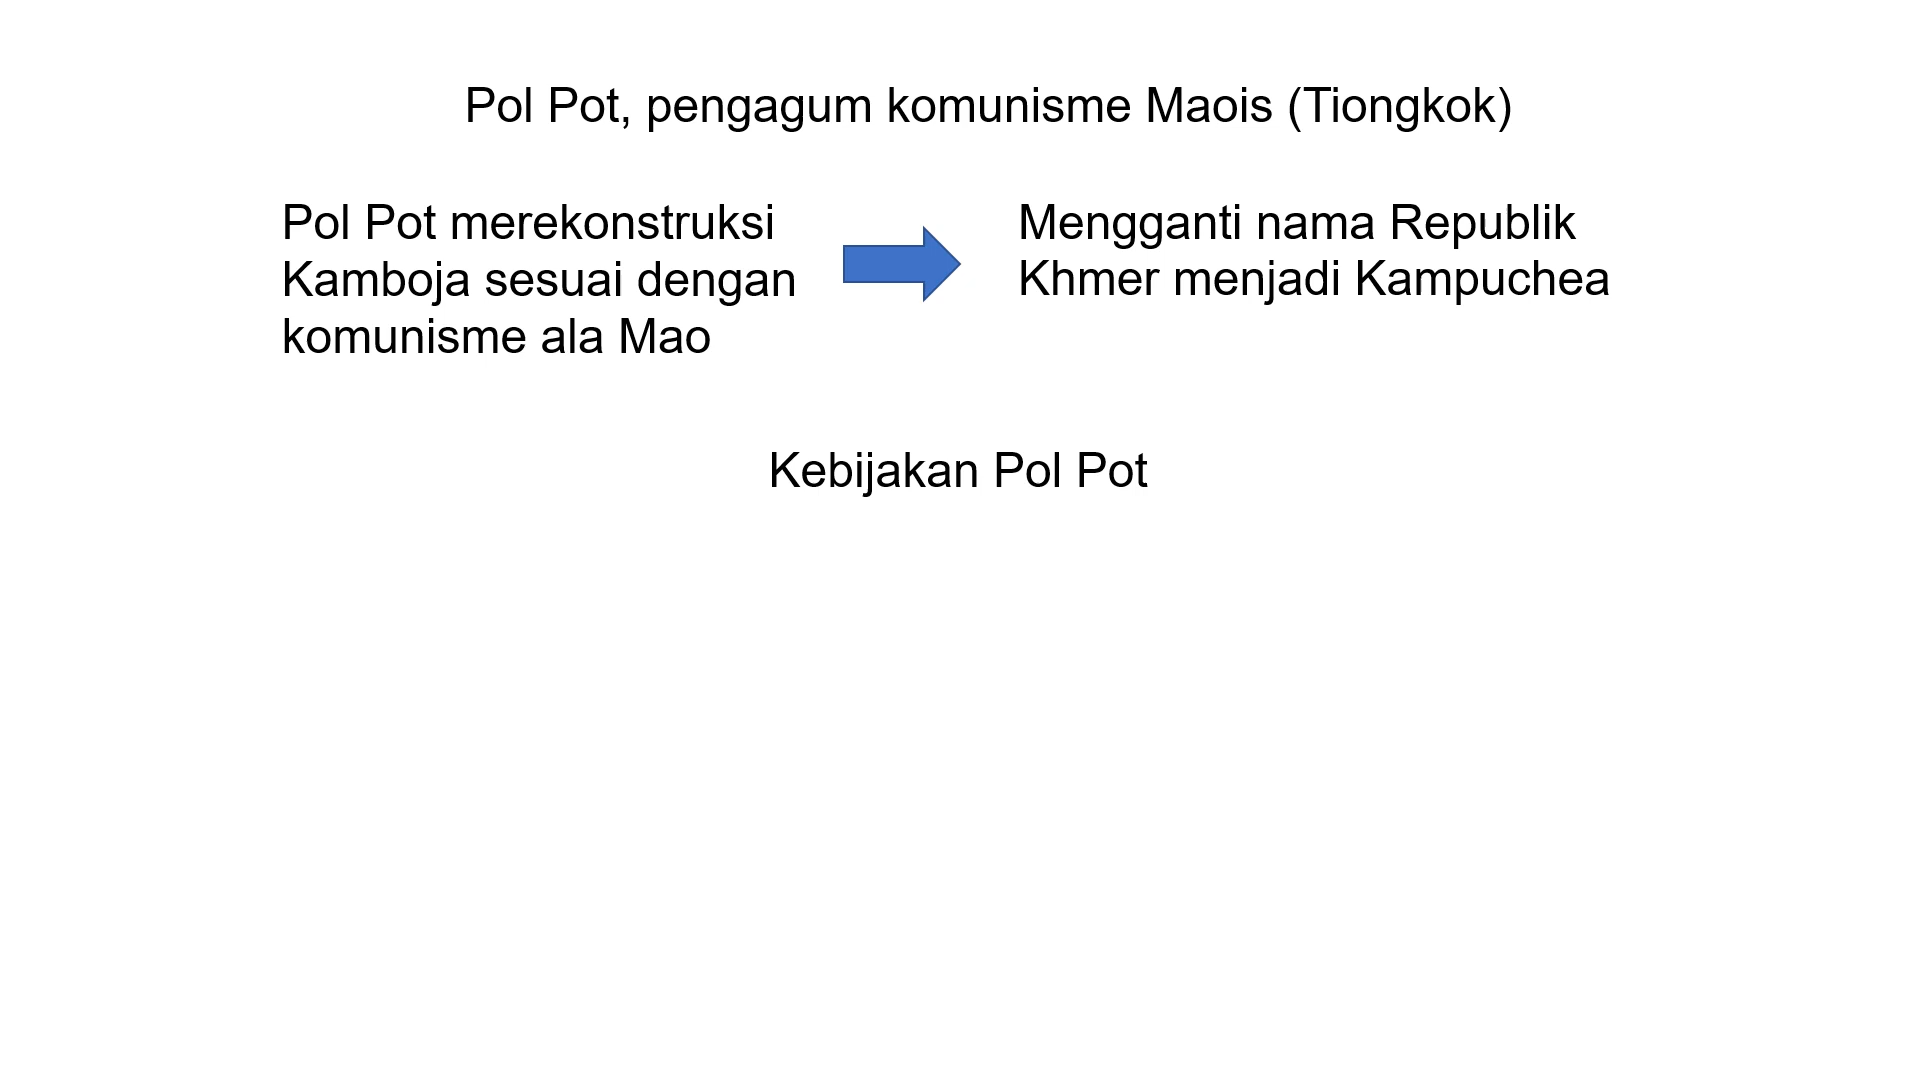 Pol Pot, pengagum komunisme Maois (Tiongkok)
Pol Pot merekonstruksi
Kamboja sesuai dengan
komunisme ala Mao
Mengganti nama Republik
Khmer menjadi Kampuchea
Kebijakan Pol Pot